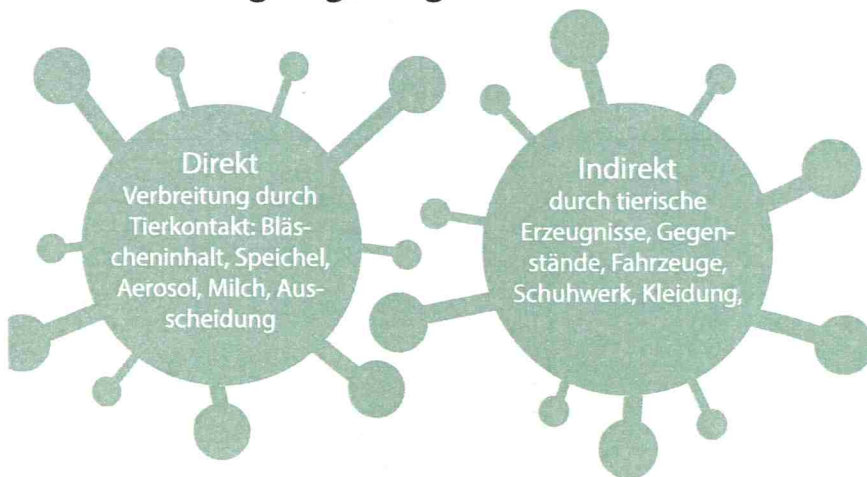 Direkt
Verbreitung durch
Tierkontakt: Bläs-
cheninhalt, Speichel,
Aerosol, Milch, Aus-
scheidung
Indirekt
durch tierische
Erzeugnisse, Gegen-
stände, Fahrzeuge,
Schuhwerk, Kleidung,